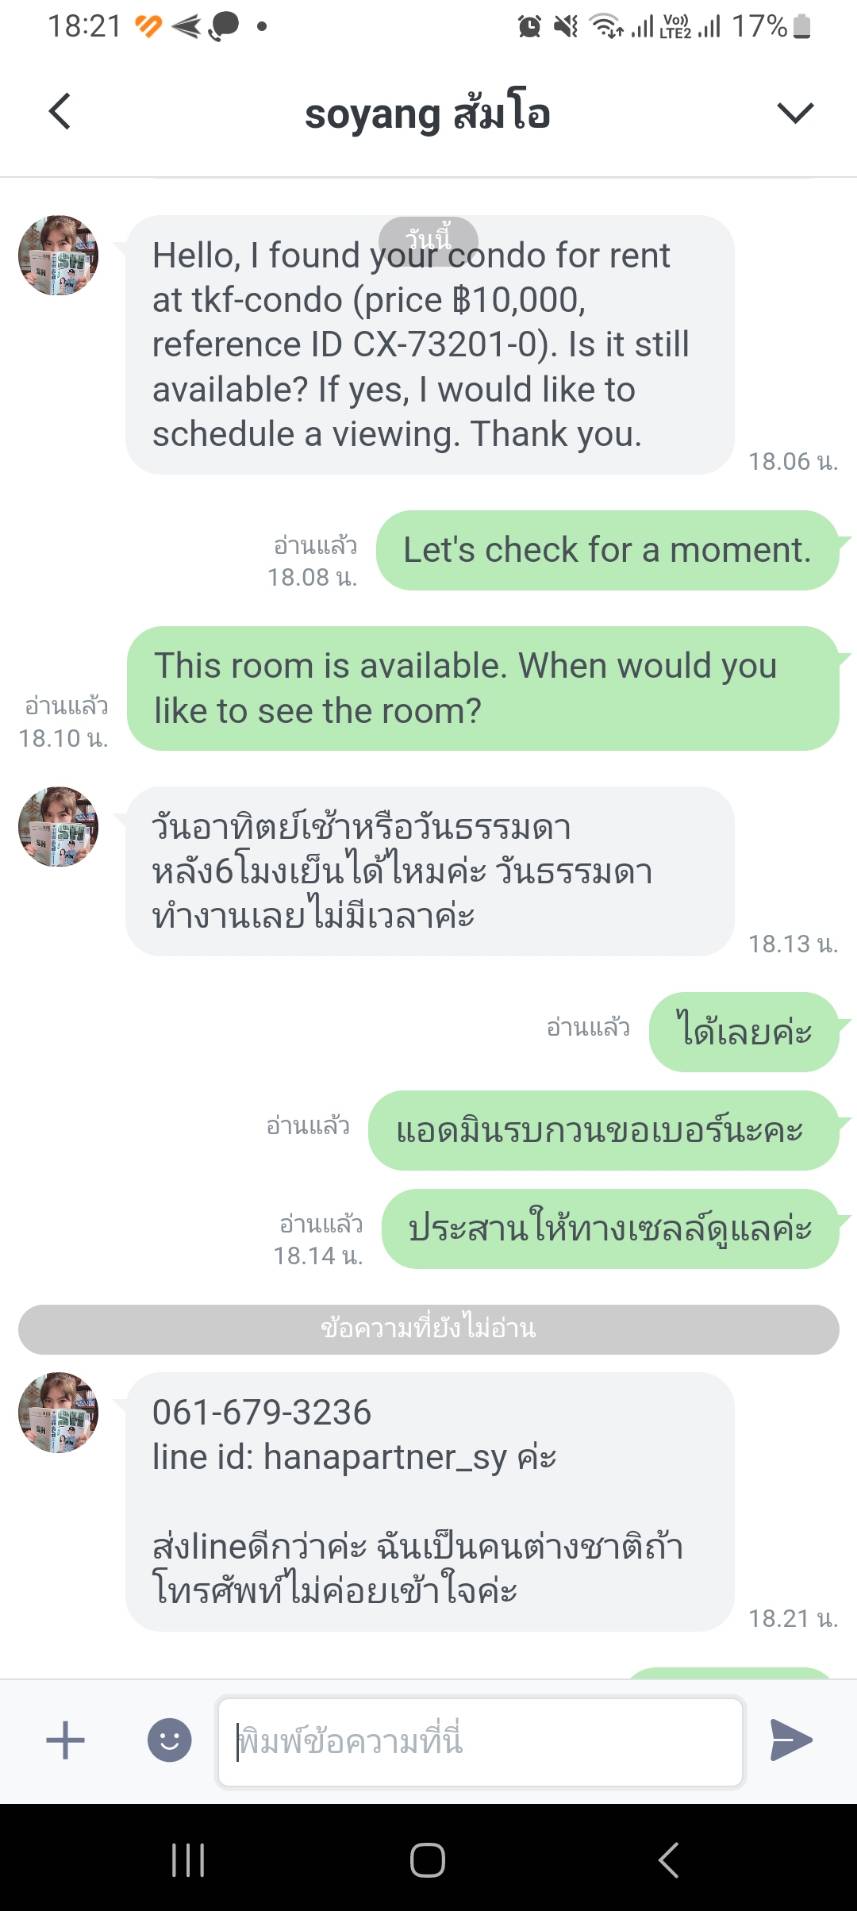 18:21
Vo))
LTE2
17%
soyang ส้มโอ
วันนี้
Hello, I found your condo for rent
at tkf-condo (price ฿10,000,
reference ID CX-73201-0). Is it still
available? If yes, I would like to
schedule a viewing. Thank you.
18.06 น.
อ่านแล้ว
18.08 น.
Let's check for a moment.
This room is available. When would you
like to see the room?
อ่านแล้ว
18.10 น.
วันอาทิตย์เช้าหรือวันธรรมดา
หลัง6โมงเย็นได้ไหมค่ะ วันธรรมดา
ทำงานเลยไม่มีเวลาค่ะ
18.13 น.
อ่านแล้ว
ได้เลยค่ะ
อ่านแล้ว
แอดมินรบกวนขอเบอร์นะคะ
อ่านแล้ว
18.14 น.
ประสานให้ทางเซลล์ดูแลค่ะ
ข้อความที่ยังไม่อ่าน
061-679-3236
line id: hanapartner_sy ค่ะ
ส่งlineดีกว่าค่ะ ฉันเป็นคนต่างชาติถ้า
โทรศัพท์ไม่ค่อยเข้าใจค่ะ
18.21 น.
พิมพ์ข้อความที่นี่